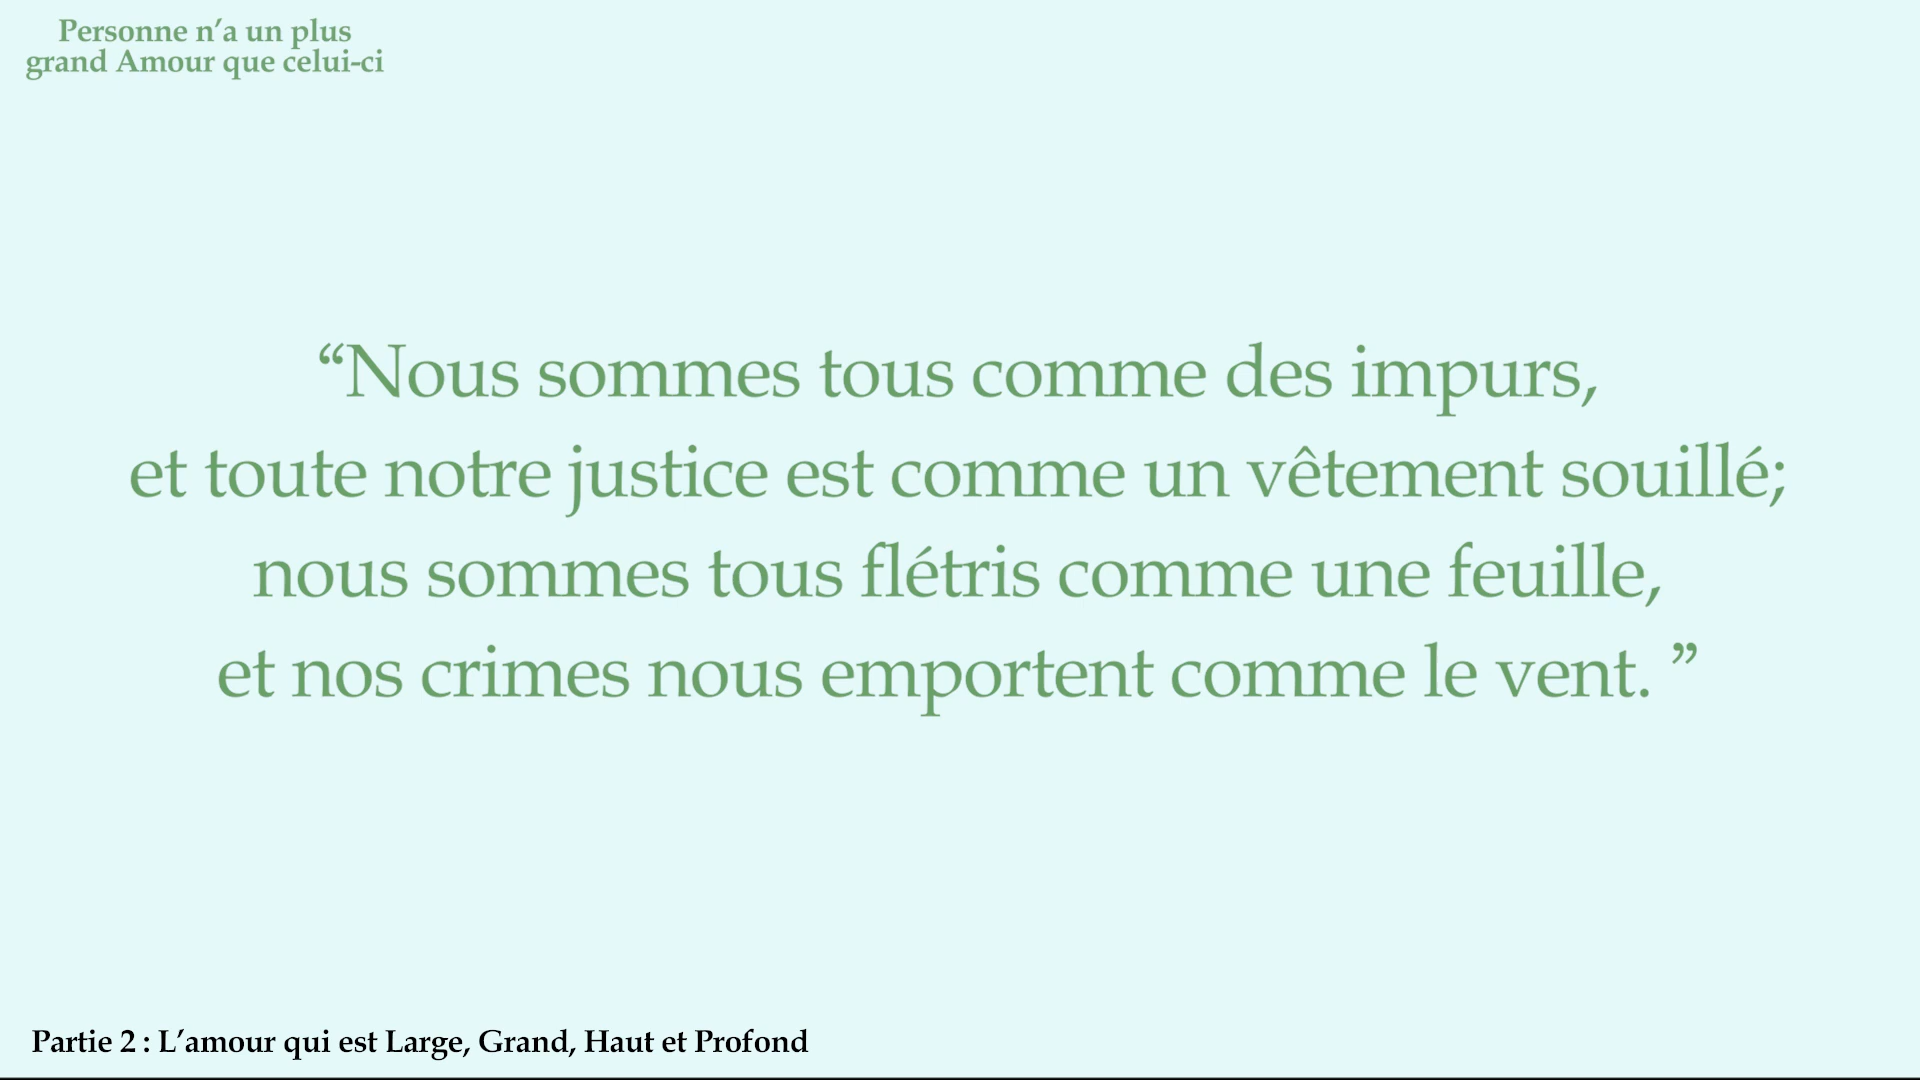 Personne n’a un plus
grand Amour que celui-ci
“Nous sommes tous comme des impurs,
et toute notre justice est comme un vêtement souillé;
nous sommes tous flétris comme une feuille,
et nos crimes nous emportent comme le vent. ”
Partie 2 : L’amour qui est Large, Grand, Haut et Profond